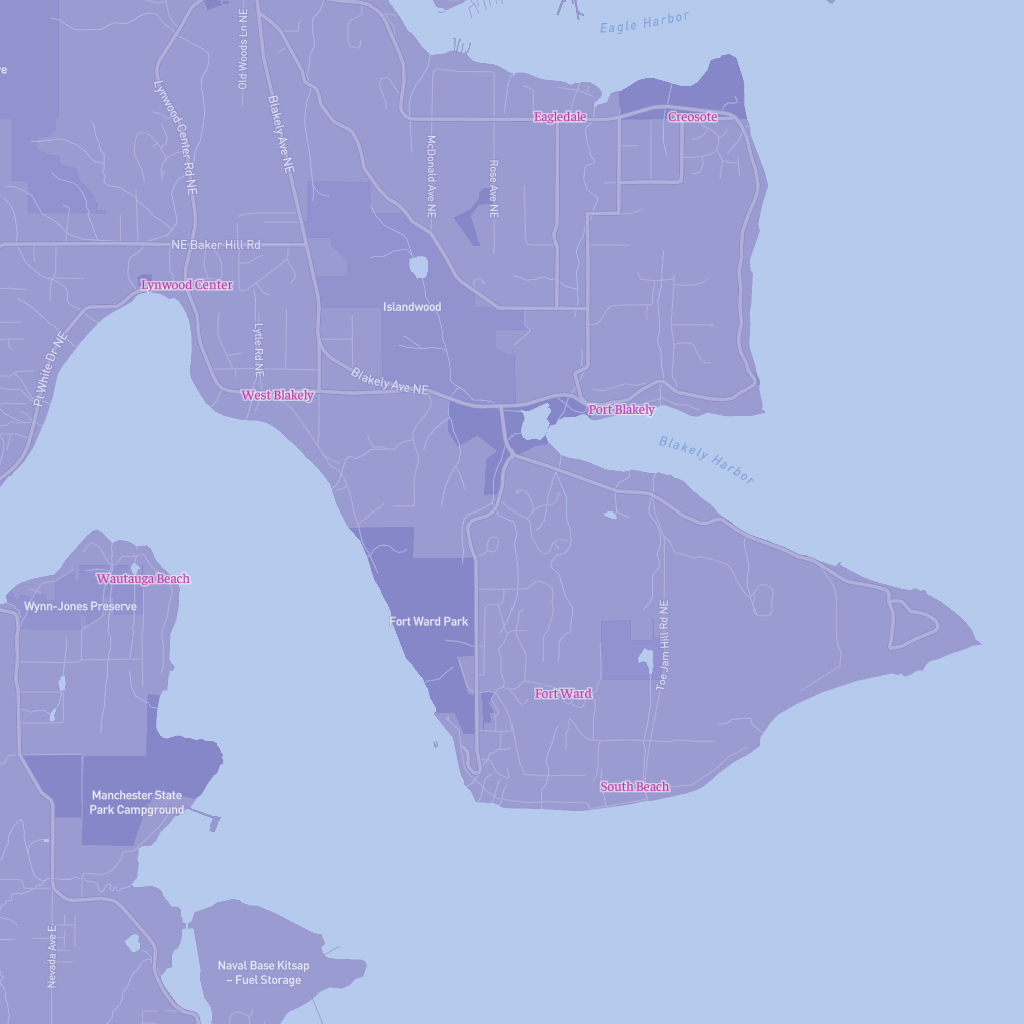 Eagle Harbor
Old Woods Ln NE
Lynwood Center Rd NE
Blakely Ave NE
Eagledale
Creosote
McDonald Ave NE
Rose Ave NE
NE Baker Hill Rd
Lynwood Center
Islandwood
Pt White Dr NE
Lytle Rd NE
Blakely Ave NE
West Blakely
Port Blakely
Blakely Harbor
Wautauga Beach
Wynn-Jones Preserve
Fort Ward Park
Toe Jam Hill Rd NE
Fort Ward
South Beach
Manchester State
Park Campground
Nevada Ave E
Naval Base Kitsap
– Fuel Storage